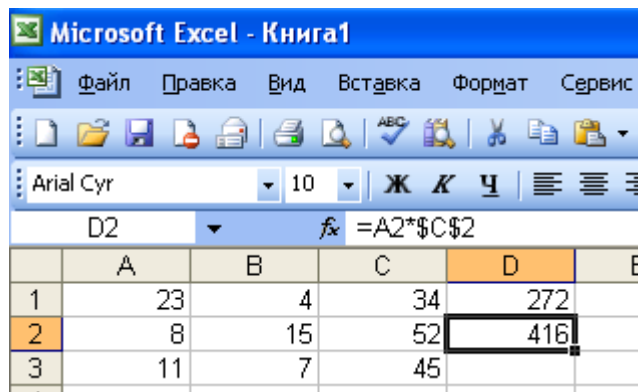 Microsoft Excel - Книга1
Файл Правка Вид Вставка Формат Сервис
ABC
Arial Cyr 10 Ж К Ч
D2 fx =A2*$C$2
A B C D E
1 23 4 34 272
2 8 15 52 416
3 11 7 45